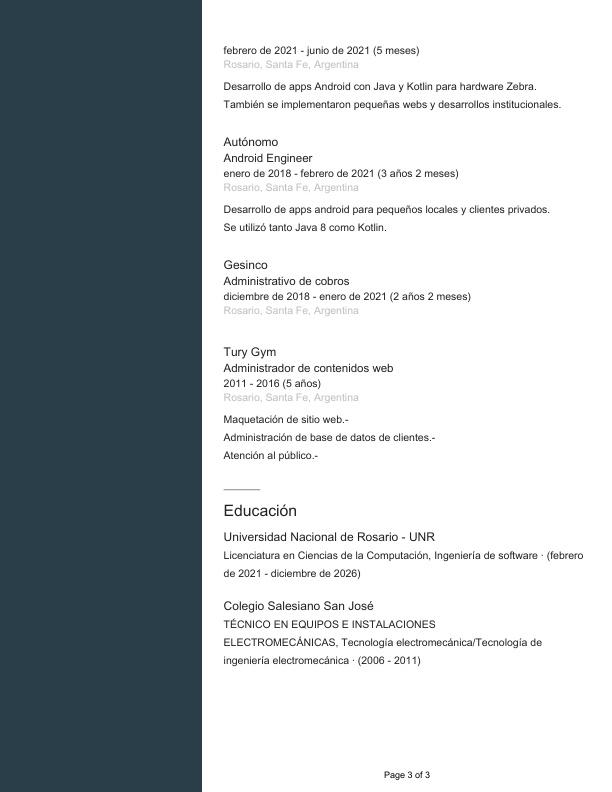 febrero de 2021 - junio de 2021 (5 meses)
Rosario, Santa Fe, Argentina
Desarrollo de apps Android con Java y Kotlin para hardware Zebra.
También se implementaron pequeñas webs y desarrollos institucionales.
Autónomo
Android Engineer
enero de 2018 - febrero de 2021 (3 años 2 meses)
Rosario, Santa Fe, Argentina
Desarrollo de apps android para pequeños locales y clientes privados.
Se utilizó tanto Java 8 como Kotlin.
Gesinco
Administrativo de cobros
diciembre de 2018 - enero de 2021 (2 años 2 meses)
Rosario, Santa Fe, Argentina
Tury Gym
Administrador de contenidos web
2011 - 2016 (5 años)
Rosario, Santa Fe, Argentina
Maquetación de sitio web.-
Administración de base de datos de clientes.-
Atención al público.-
Educación
Universidad Nacional de Rosario - UNR
Licenciatura en Ciencias de la Computación, Ingeniería de software · (febrero
de 2021 - diciembre de 2026)
Colegio Salesiano San José
TÉCNICO EN EQUIPOS E INSTALACIONES
ELECTROMECÁNICAS, Tecnología electromecánica/Tecnología de
ingeniería electromecánica · (2006 - 2011)
Page 3 of 3